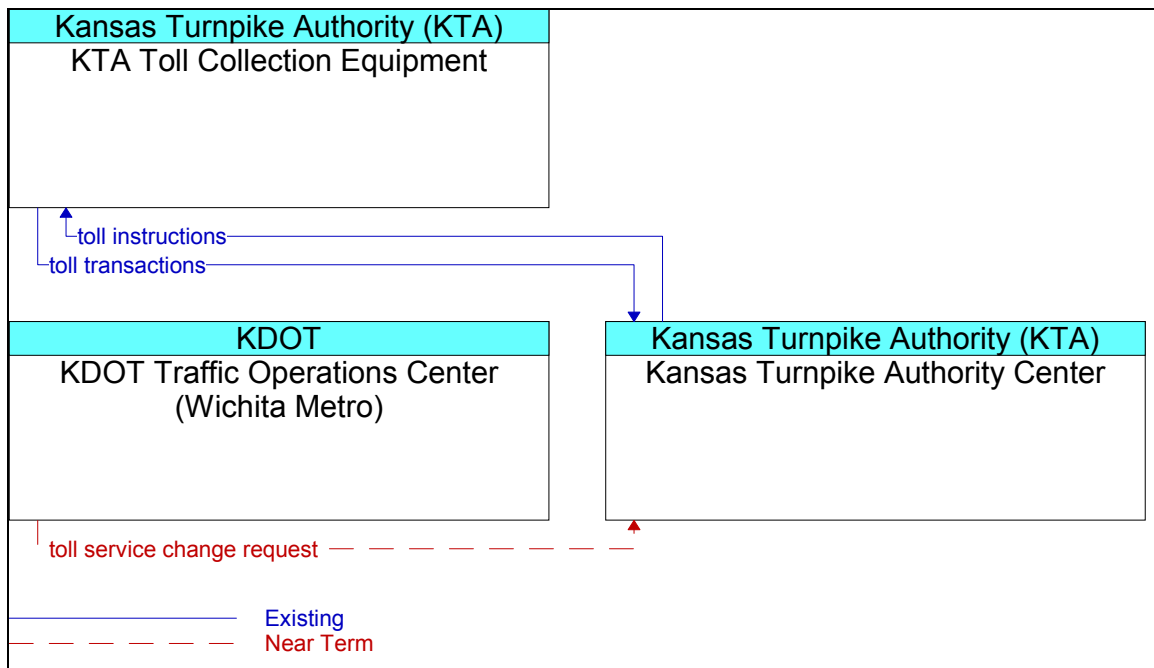 Kansas Turnpike Authority (KTA)
KTA Toll Collection Equipment
toll instructions
toll transactions
KDOT
KDOT Traffic Operations Center
(Wichita Metro)
Kansas Turnpike Authority (KTA)
Kansas Turnpike Authority Center
toll service change request
Existing
Near Term